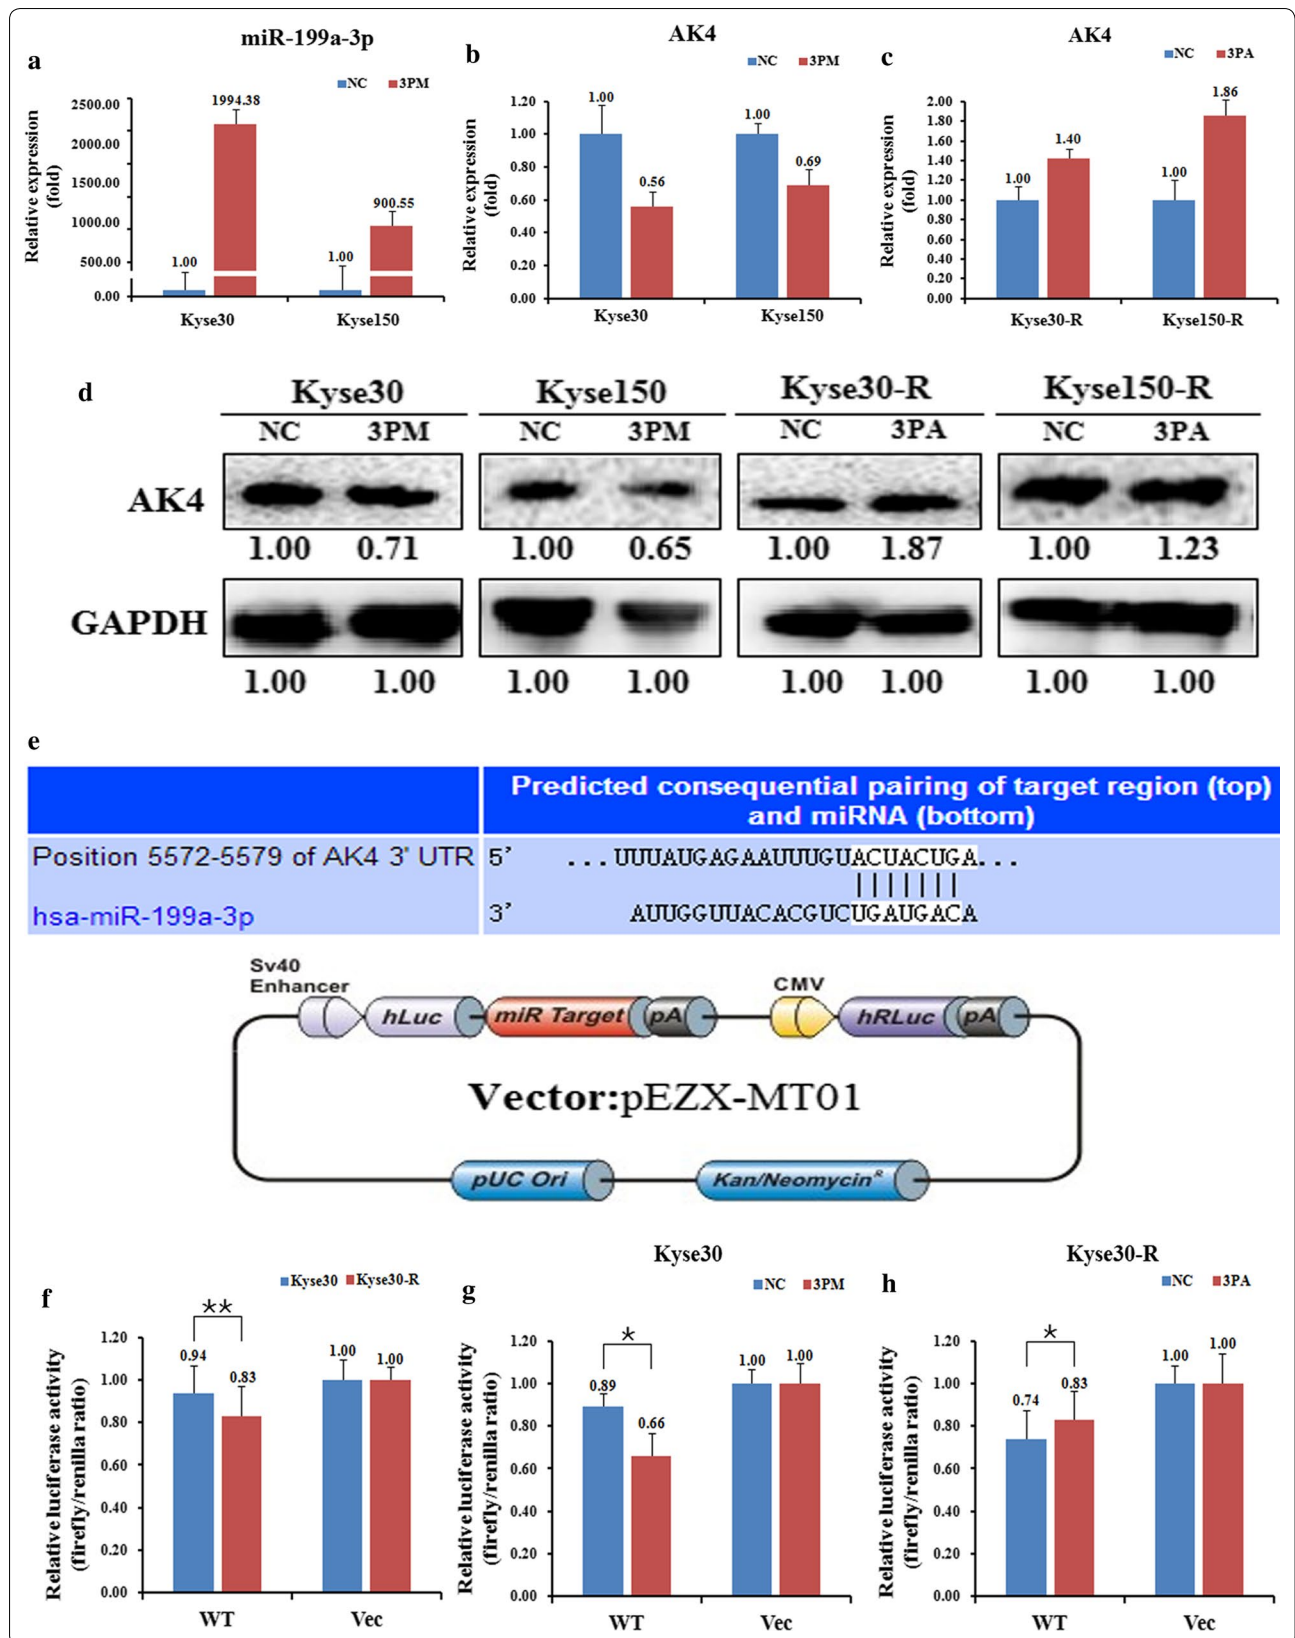 miR-199a-3p
a
NC 3PM
Relative expression
(fold)
2500.00
2000.00
1500.00
1000.00
500.00
0.00
1.00
1994.38
1.00
900.55
Kyse30
Kyse150
AK4
b
NC 3PM
Relative expression
(fold)
1.20
1.00
0.80
0.60
0.40
0.20
0.00
1.00
0.56
1.00
0.69
Kyse30
Kyse150
AK4
c
NC 3PA
Relative expression
(fold)
2.00
1.80
1.60
1.40
1.20
1.00
0.80
0.60
0.40
0.20
0.00
1.00
1.40
1.00
1.86
Kyse30-R
Kyse150-R
d
Kyse30 Kyse150 Kyse30-R Kyse150-R
NC 3PM NC 3PM NC 3PA NC 3PA
AK4
1.00 0.71 1.00 0.65 1.00 1.87 1.00 1.23
GAPDH
1.00 1.00 1.00 1.00 1.00 1.00 1.00 1.00
e
Predicted consequential pairing of target region (top)
and miRNA (bottom)
Position 5572-5579 of AK4 3' UTR 5' ...UUUAUGAGAAUUUGUACUACUGA...
hsa-miR-199a-3p 3' AUUGGUUACACGUCUGAUGACA
Sv40
Enhancer
hLuc
miR Target
pA
CMV
hRLuc
pA
Vector:pEZX-MT01
pUC Ori
Kan/Neomycin^R
f
Kyse30 Kyse30-R
**
Relative luciferase activity
(firefly/renilla ratio)
1.20
1.00
0.80
0.60
0.40
0.20
0.00
0.94
0.83
1.00
1.00
WT
Vec
Kyse30
g
NC 3PM
*
Relative luciferase activity
(firefly/renilla ratio)
1.20
1.00
0.80
0.60
0.40
0.20
0.00
0.89
0.66
1.00
1.00
WT
Vec
Kyse30-R
h
NC 3PA
*
Relative luciferase activity
(firefly/renilla ratio)
1.20
1.00
0.80
0.60
0.40
0.20
0.00
0.74
0.83
1.00
1.00
WT
Vec